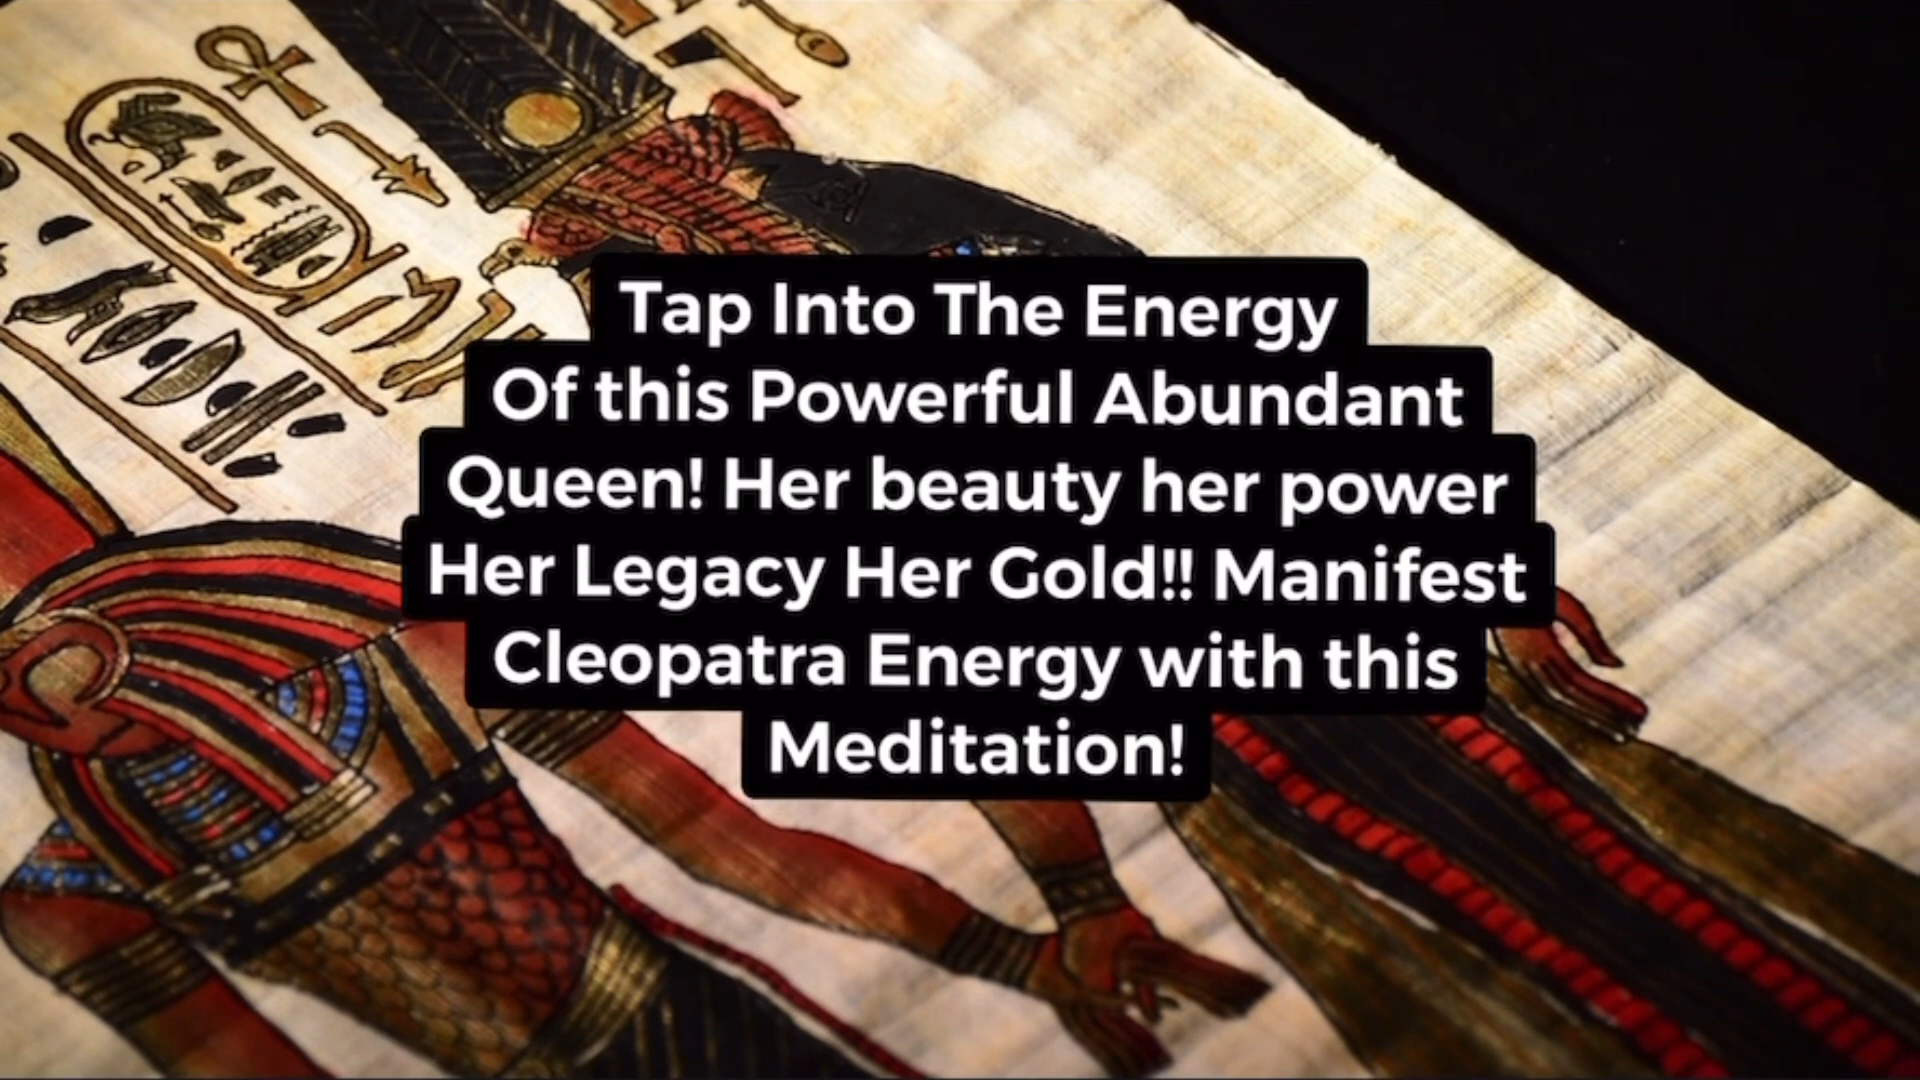 Tap Into The Energy
Of this Powerful Abundant
Queen! Her beauty her power
Her Legacy Her Gold!! Manifest
Cleopatra Energy with this
Meditation!